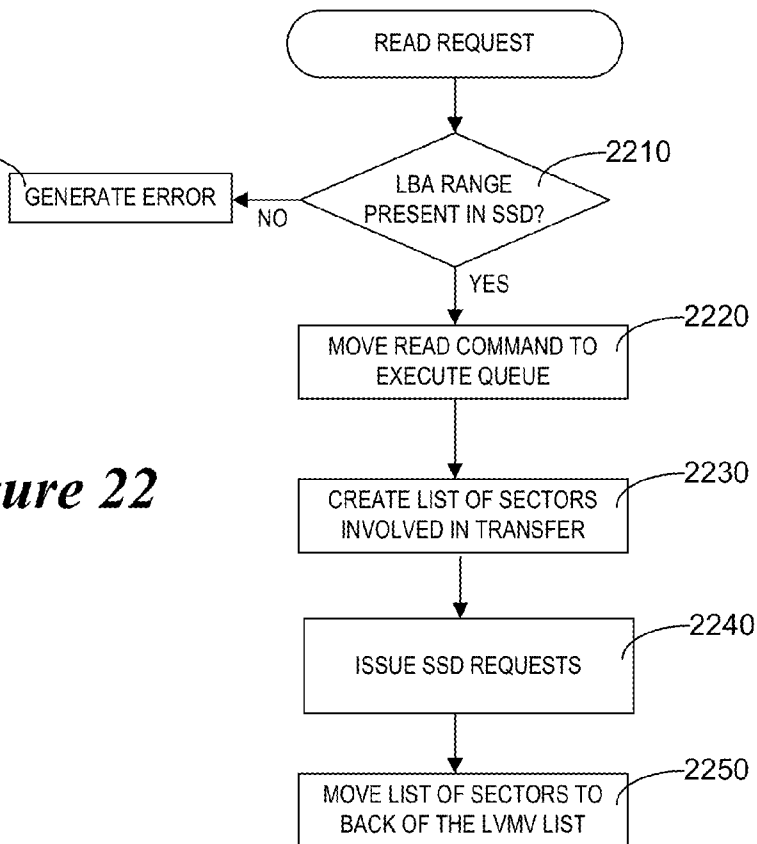 READ REQUEST
2210
LBA RANGE
PRESENT IN SSD?
GENERATE ERROR
NO
YES
2220
MOVE READ COMMAND TO
EXECUTE QUEUE
ure 22
2230
CREATE LIST OF SECTORS
INVOLVED IN TRANSFER
2240
ISSUE SSD REQUESTS
2250
MOVE LIST OF SECTORS TO
BACK OF THE LVMV LIST